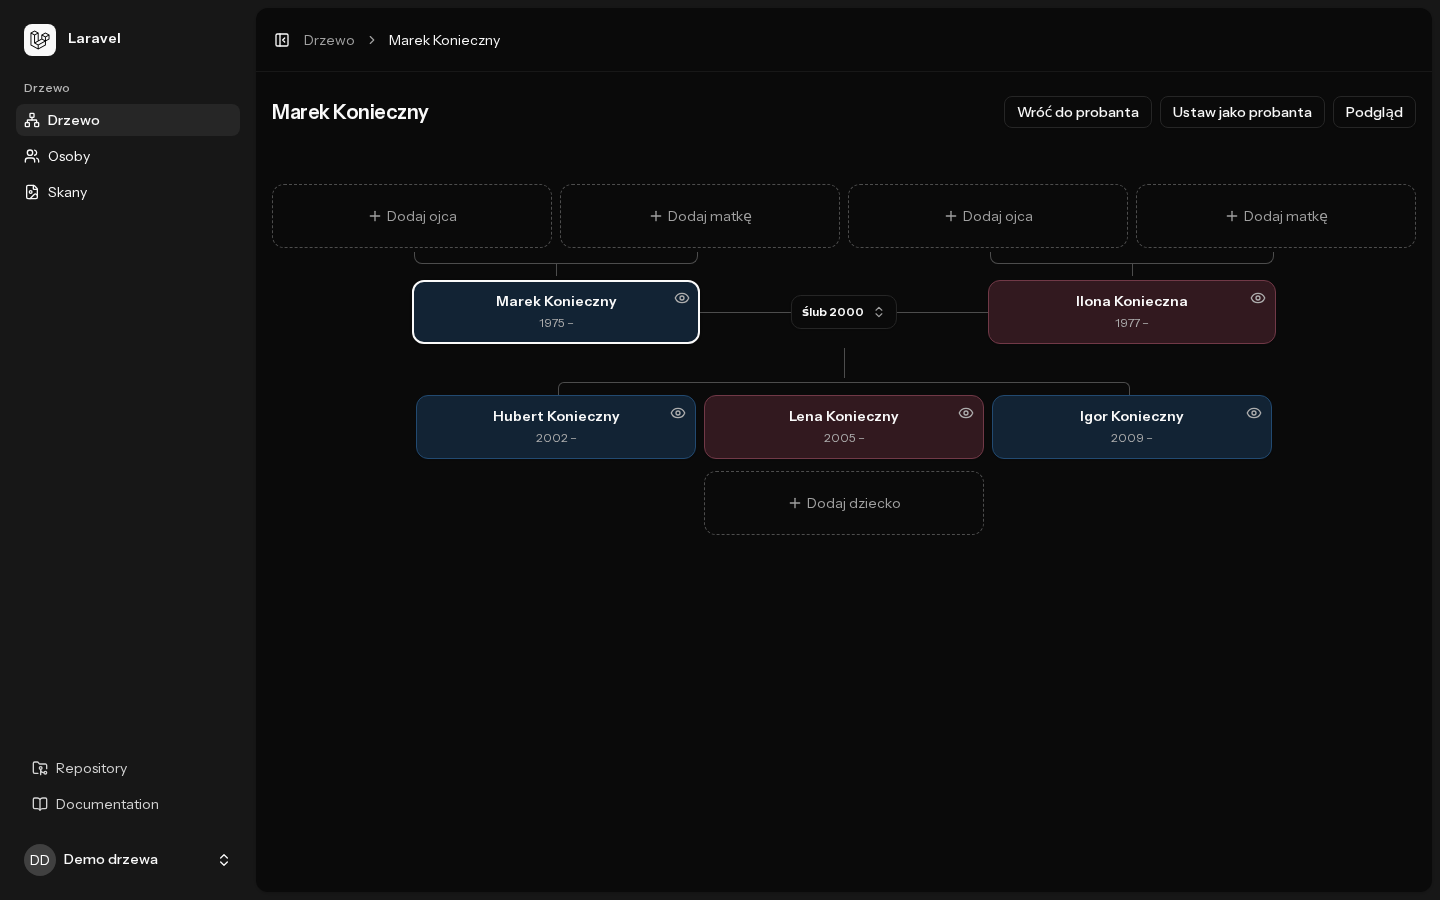 Laravel
Drzewo
Drzewo
Osoby
Skany
Repository
Documentation
DD Demo drzewa
Drzewo > Marek Konieczny
Marek Konieczny
Wróć do probanta
Ustaw jako probanta
Podgląd
+ Dodaj ojca
+ Dodaj matkę
+ Dodaj ojca
+ Dodaj matkę
Marek Konieczny
1975 –
ślub 2000
Ilona Konieczna
1977 –
Hubert Konieczny
2002 –
Lena Konieczny
2005 –
Igor Konieczny
2009 –
+ Dodaj dziecko